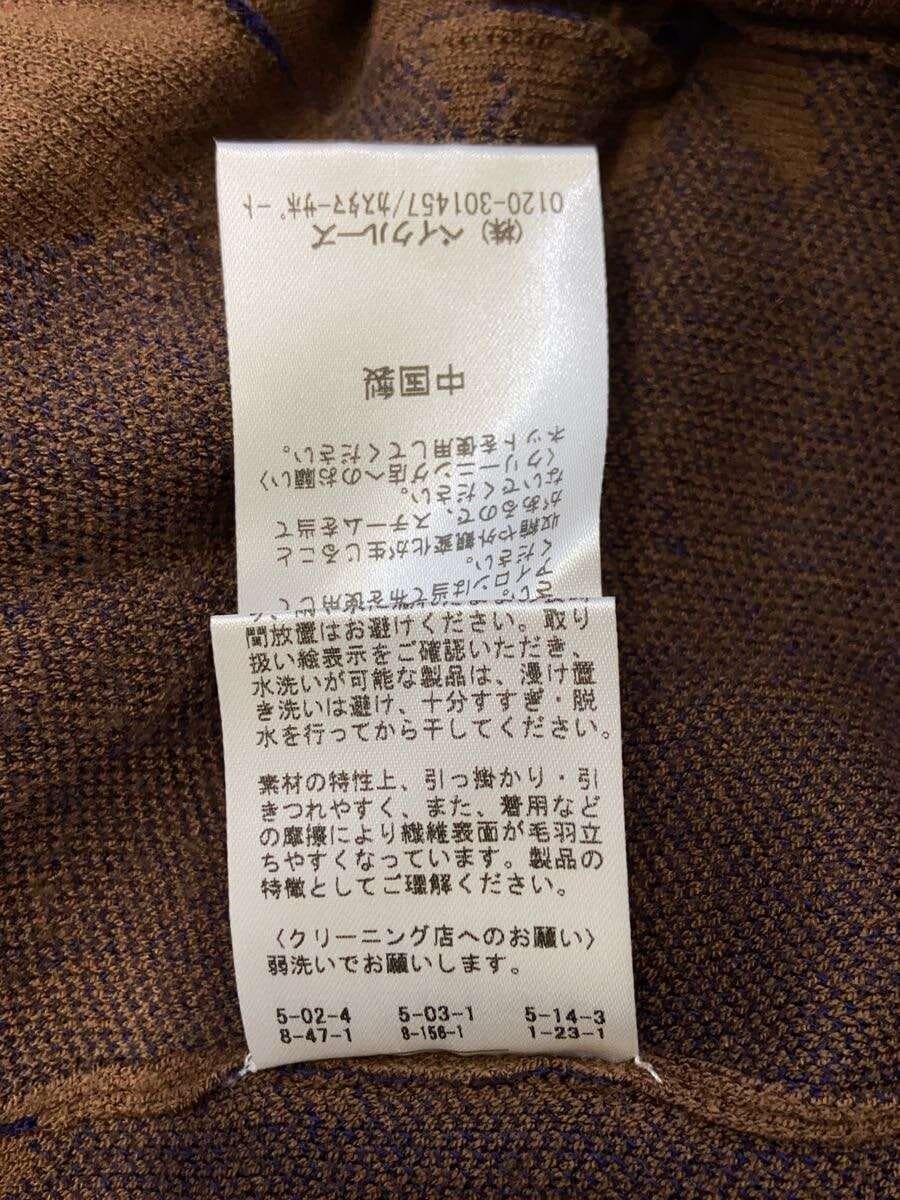 さい。
アイロンは当て布を使用して
ください。
収縮や外観変化が生じること
があるので、スチームを当て
ないでください。
〈クリーニング店へのお願い〉
ネットを使用してください。
中国製
(株)ベイクルーズ
0120-301457/カスタマーサポート
間放置はお避けください。取り
扱い絵表示をご確認いただき、
水洗いが可能な製品は、漫け置
き洗いは避け、十分すすぎ・脱
水を行ってから干してください。
素材の特性上、引っ掛かり・引
きつれやすく、また、着用など
の摩擦により繊維表面が毛羽立
ちやすくなっています。製品の
特徴としてご理解ください。
〈クリーニング店へのお願い〉
弱洗いでお願いします。
5-02-4 5-03-1 5-14-3
8-47-1 8-156-1 1-23-1